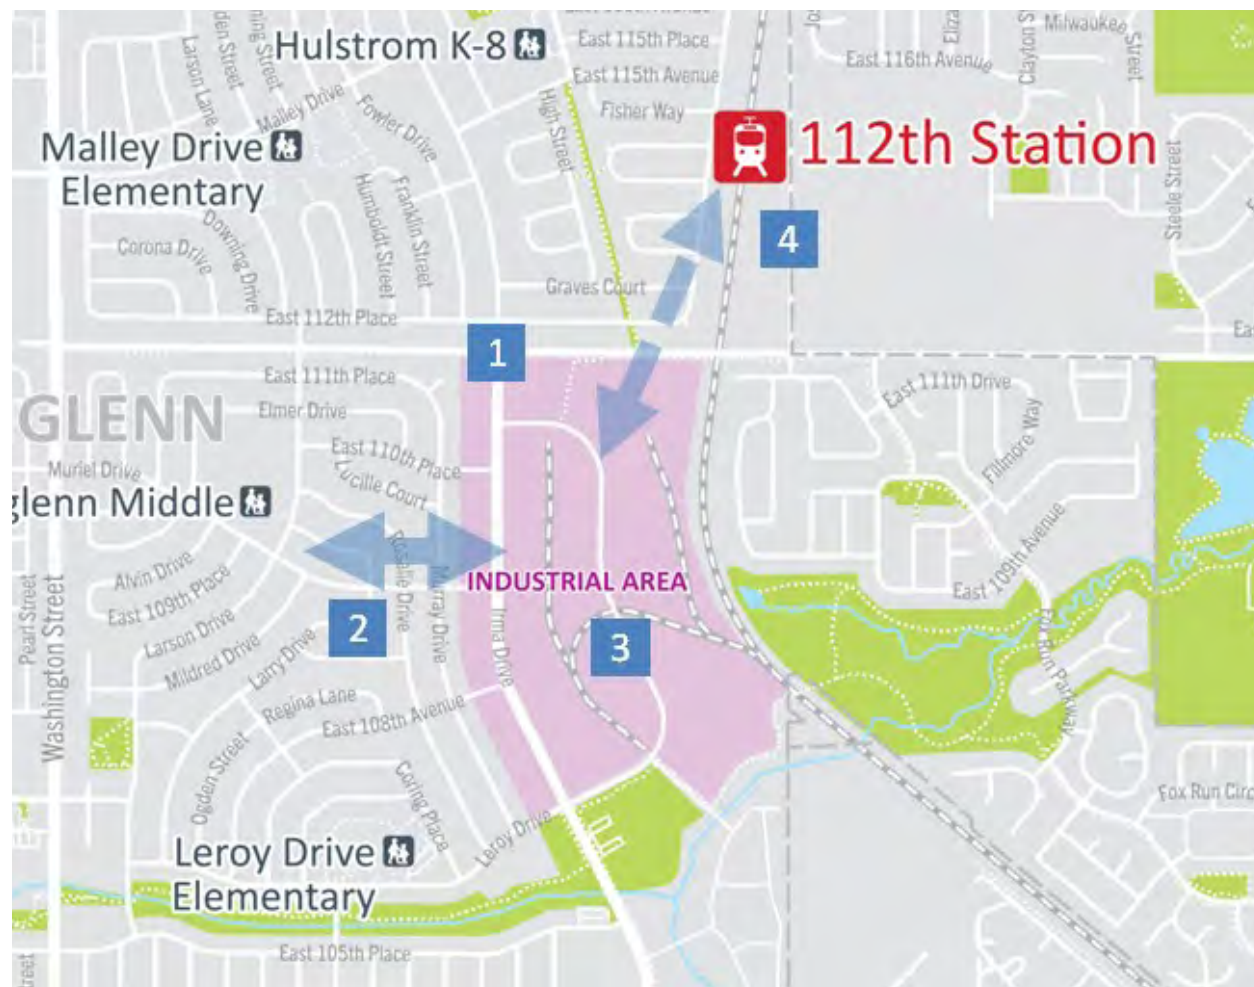 East 115th Place
Milwaukee
Street
Clayton S
Hulstrom K-8
East 116th Avenue
East 115th Avenue
Larson Lane
Malley Drive
Fowler Drive
High Street
Fisher Way
112th Station
Malley Drive
Elementary
Steele Street
Humboldt Street
Franklin Street
Downing Drive
Corona Drive
4
Graves Court
East 112th Place
1
East 111th Place
East 111th Drive
Elmer Drive
GLENN
Fillmore Way
East 110th Place
Muriel Drive
Lucille Court
glenn Middle
East 109th Avenue
Rosalie Drive
Alvin Drive
INDUSTRIAL AREA
East 109th Place
Murray Drive
Pearl Street
Washington Street
2
3
Irma Drive
Larson Drive
Mildred Drive
Larry Drive
Fox Run Parkway
Regina Lane
East 108th Avenue
Ogden Street
Coring Place
Fox Run Circ
Leroy Drive
Leroy Drive
Elementary
East 105th Place
reet